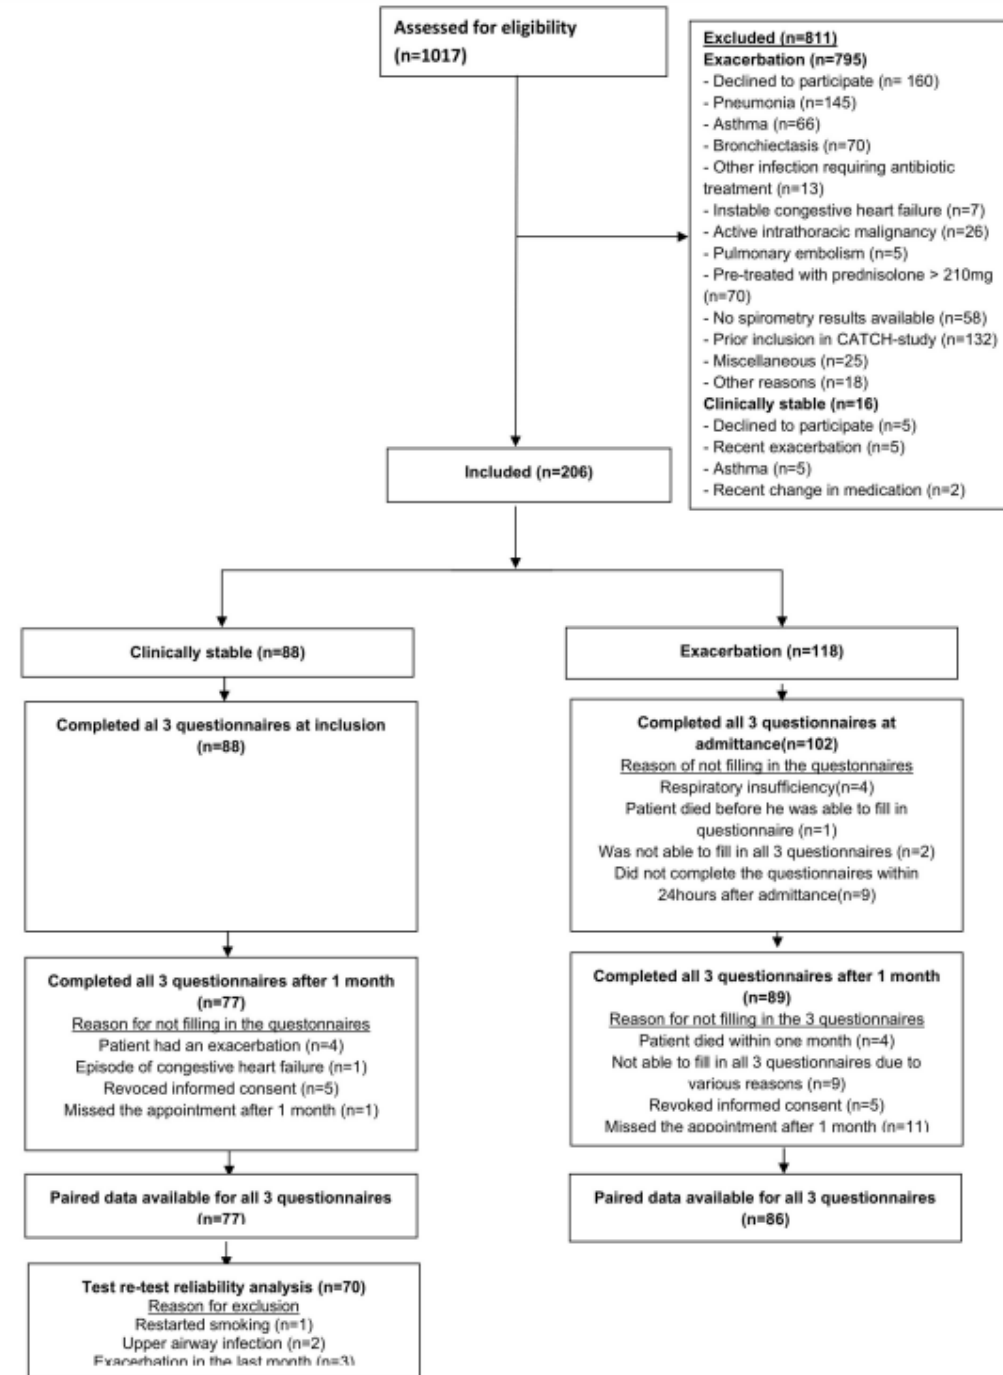 Assessed for eligibility
(n=1017)
Excluded (n=811)
Exacerbation (n=795)
- Declined to participate (n= 160)
- Pneumonia (n=145)
- Asthma (n=66)
- Bronchiectasis (n=70)
- Other infection requiring antibiotic
treatment (n=13)
- Instable congestive heart failure (n=7)
- Active intrathoracic malignancy (n=26)
- Pulmonary embolism (n=5)
- Pre-treated with prednisolone > 210mg
(n=70)
- No spirometry results available (n=58)
- Prior inclusion in CATCH-study (n=132)
- Miscellaneous (n=25)
- Other reasons (n=18)
Clinically stable (n=16)
- Declined to participate (n=5)
- Recent exacerbation (n=5)
- Asthma (n=5)
- Recent change in medication (n=2)
Included (n=206)
Clinically stable (n=88)
Completed al 3 questionnaires at inclusion
(n=88)
Completed all 3 questionnaires after 1 month
(n=77)
Reason for not filling in the questonnaires
Patient had an exacerbation (n=4)
Episode of congestive heart failure (n=1)
Revoced informed consent (n=5)
Missed the appointment after 1 month (n=1)
Paired data available for all 3 questionnaires
(n=77)
Test re-test reliability analysis (n=70)
Reason for exclusion
Restarted smoking (n=1)
Upper airway infection (n=2)
Exacerbation in the last month (n=3)
Exacerbation (n=118)
Completed all 3 questionnaires at
admittance(n=102)
Reason of not filling in the questonnaires
Respiratory insufficiency(n=4)
Patient died before he was able to fill in
questionnaire (n=1)
Was not able to fill in all 3 questionnaires (n=2)
Did not complete the questionnaires within
24hours after admittance(n=9)
Completed all 3 questionnaires after 1 month
(n=89)
Reason for not filling in the 3 questionnaires
Patient died within one month (n=4)
Not able to fill in all 3 questionnaires due to
various reasons (n=9)
Revoked informed consent (n=5)
Missed the appointment after 1 month (n=11)
Paired data available for all 3 questionnaires
(n=86)